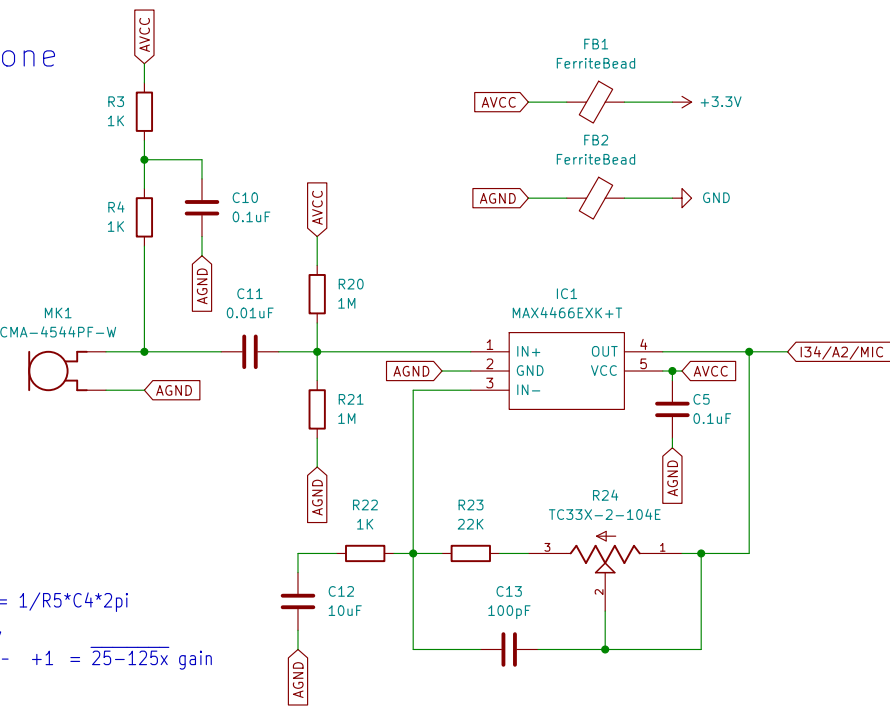 one
AVCC
R3
1K
R4
1K
C10
0.1uF
AGND
FB1
FerriteBead
AVCC
+3.3V
FB2
FerriteBead
AGND
GND
AVCC
R20
1M
C11
0.01uF
MK1
CMA-4544PF-W
AGND
R21
1M
AGND
IC1
MAX4466EXK+T
1
IN+
OUT
4
AGND
2
GND
VCC
5
AVCC
3
IN-
I34/A2/MIC
C5
0.1uF
AGND
R22
1K
R23
22K
R24
TC33X-2-104E
3
1
2
C12
10uF
AGND
C13
100pF
= 1/R5*C4*2pi
- +1 = 25-125x gain